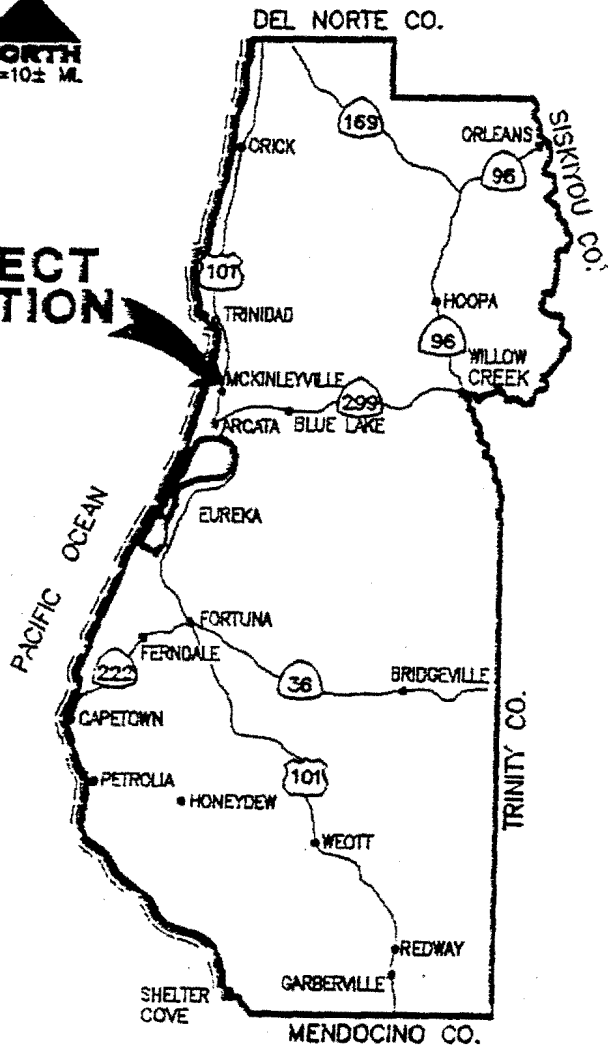 DEL NORTE CO.
ORTH
=10± MI.
169
ORLEANS
ORICK
96
SISKIYOU CO.
ECT
TION
101
HOOPA
TRINIDAD
96
WILLOW
CREEK
MCKINLEYVILLE
299
ARCATA
BLUE LAKE
EUREKA
PACIFIC OCEAN
FORTUNA
FERNDALE
222
36
BRIDGEVILLE
CAPETOWN
TRINITY CO.
101
PETROLIA
HONEYDEW
WEOTT
REDWAY
GARBERVILLE
SHELTER
COVE
MENDOCINO CO.